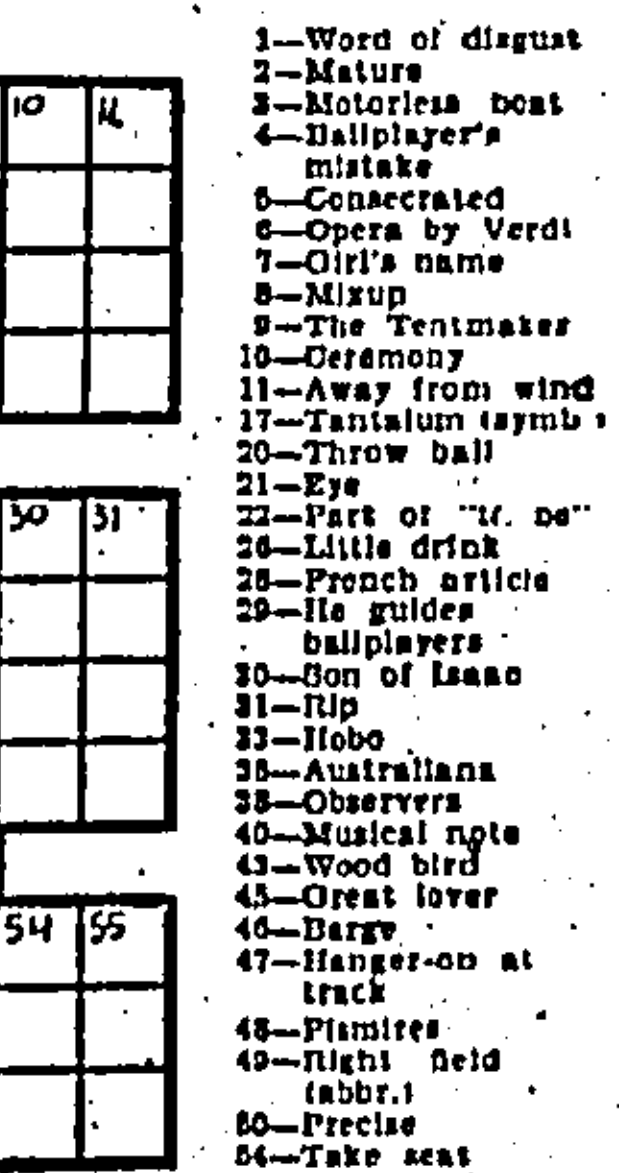 10 11
30 31
54 55
1—Word of disgust
2—Mature
3—Motorless boat
4—Ballplayer's
mistake
5—Consecrated
6—Opera by Verdi
7—Girl's name
8—Mixup
9—The Tentmaker
10—Ceremony
11—Away from wind
17—Tantalum (symb.)
20—Throw ball
21—Eye
22—Part of "to be"
26—Little drink
28—French article
29—He guides
ballplayers
30—Son of Isaac
31—Rip
33—Hobo
35—Australians
38—Observers
40—Musical note
43—Wood bird
45—Great lover
46—Barge
47—Hanger-on at
track
48—Pismires
49—Right field
(abbr.)
50—Precise
54—Take seat